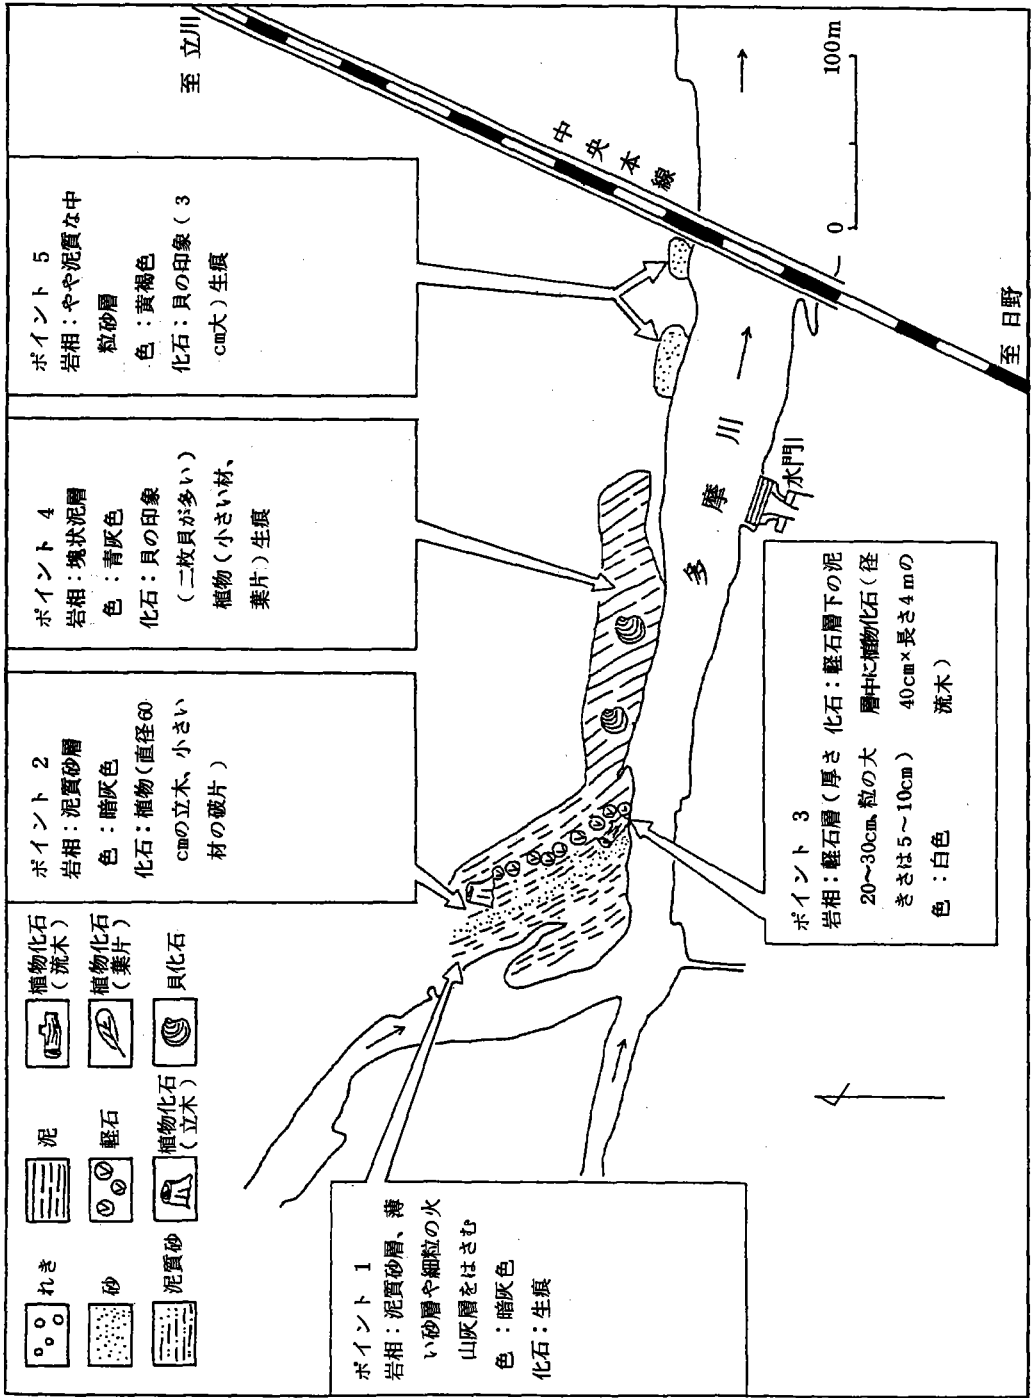 れき
砂
泥質砂
泥
軽石
植物化石
（立木）
植物化石
（流木）
植物化石
（葉片）
貝化石
ポイント 1
岩相：泥質砂層、薄
い砂層や細粒の火
山灰層をはさむ
色：暗灰色
化石：生痕
ポイント 2
岩相：泥質砂層
色：暗灰色
化石：植物（直径60
cmの立木、小さい
材の破片）
ポイント 4
岩相：塊状泥層
色：青灰色
化石：貝の印象
（二枚貝が多い）
植物（小さい材、
葉片）生痕
ポイント 5
岩相：やや泥質な中
粒砂層
色：黄褐色
化石：貝の印象（3
cm大）生痕
ポイント 3
岩相：軽石層（厚さ
20〜30cm、粒の大
きさは5〜10cm）
色：白色
化石：軽石層下の泥
層中に植物化石（径
40cm×長さ4mの
流木）
至 立川
中央本線
多摩川
水門
至 日野
0
100m